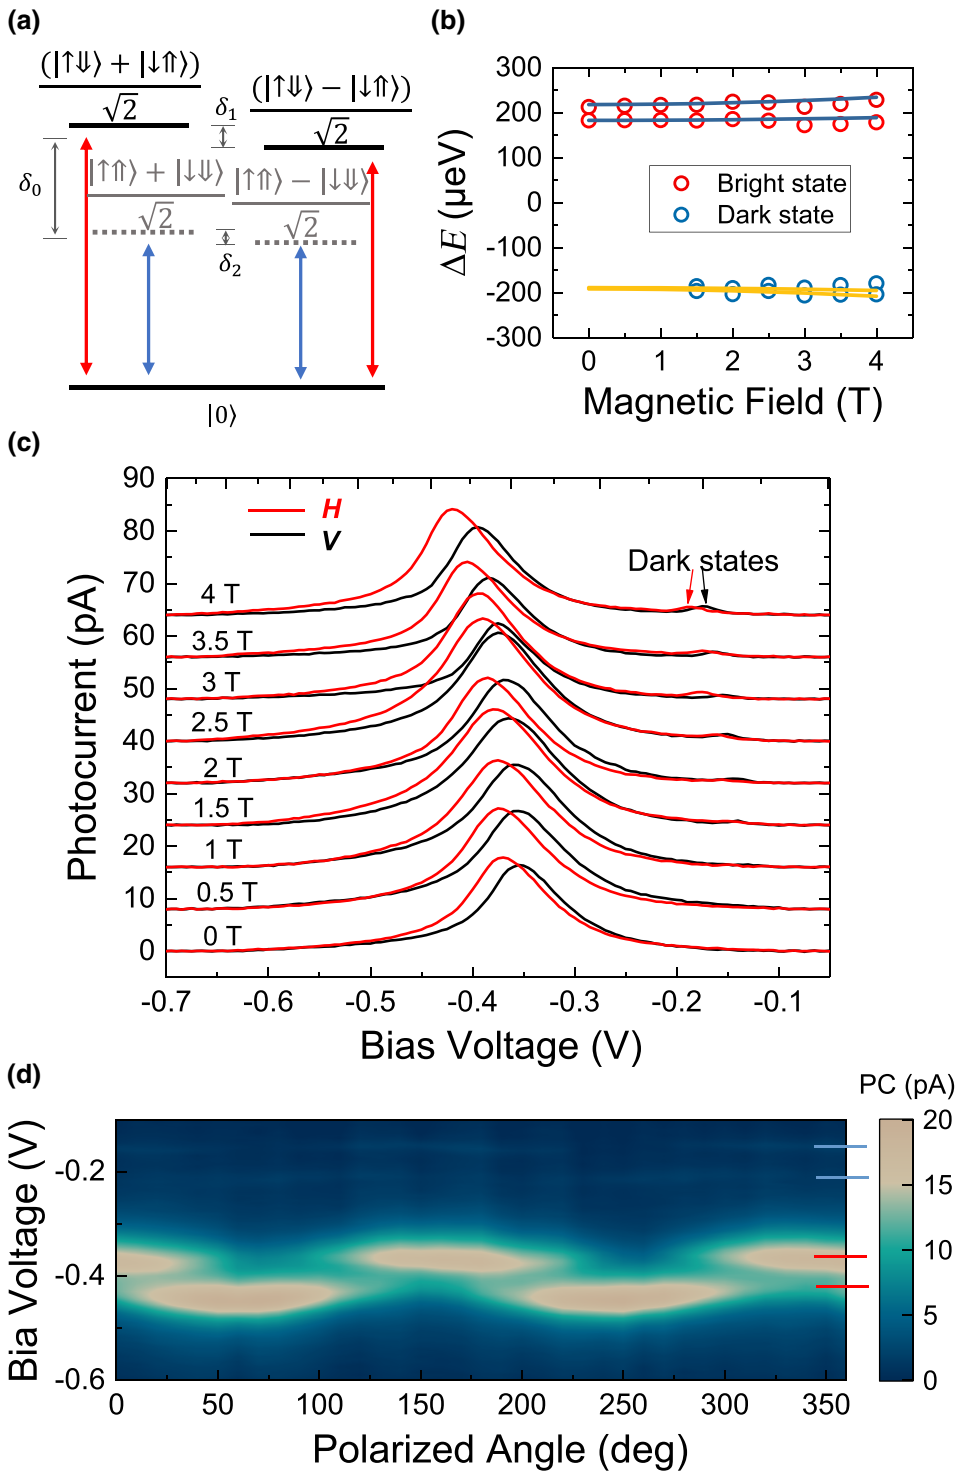 (a)
(|↑⇓⟩ + |↓⇑⟩)
√2
(|↑⇓⟩ − |↓⇑⟩)
√2
δ₁
δ₀
|↑⇑⟩ + |↓⇓⟩
√2
|↑⇑⟩ − |↓⇓⟩
√2
δ₂
|0⟩
(b)
300
200
100
0
-100
-200
-300
ΔE (µeV)
Bright state
Dark state
0
1
2
3
4
Magnetic Field (T)
(c)
90
80
70
60
50
40
30
20
10
0
Photocurrent (pA)
H
V
Dark states
4 T
3.5 T
3 T
2.5 T
2 T
1.5 T
1 T
0.5 T
0 T
-0.7
-0.6
-0.5
-0.4
-0.3
-0.2
-0.1
Bias Voltage (V)
(d)
PC (pA)
Bia Voltage (V)
-0.2
-0.4
-0.6
20
15
10
5
0
0
50
100
150
200
250
300
350
Polarized Angle (deg)